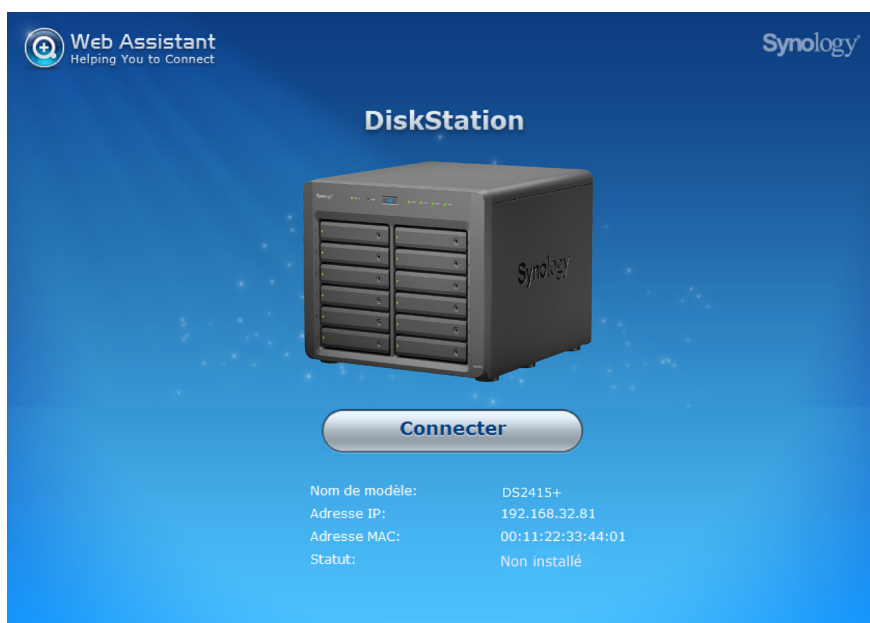 Web Assistant
Helping You to Connect
Synology
DiskStation
Synology
Synology
Connecter
Nom de modèle: DS2415+
Adresse IP: 192.168.32.81
Adresse MAC: 00:11:22:33:44:01
Statut: Non installé